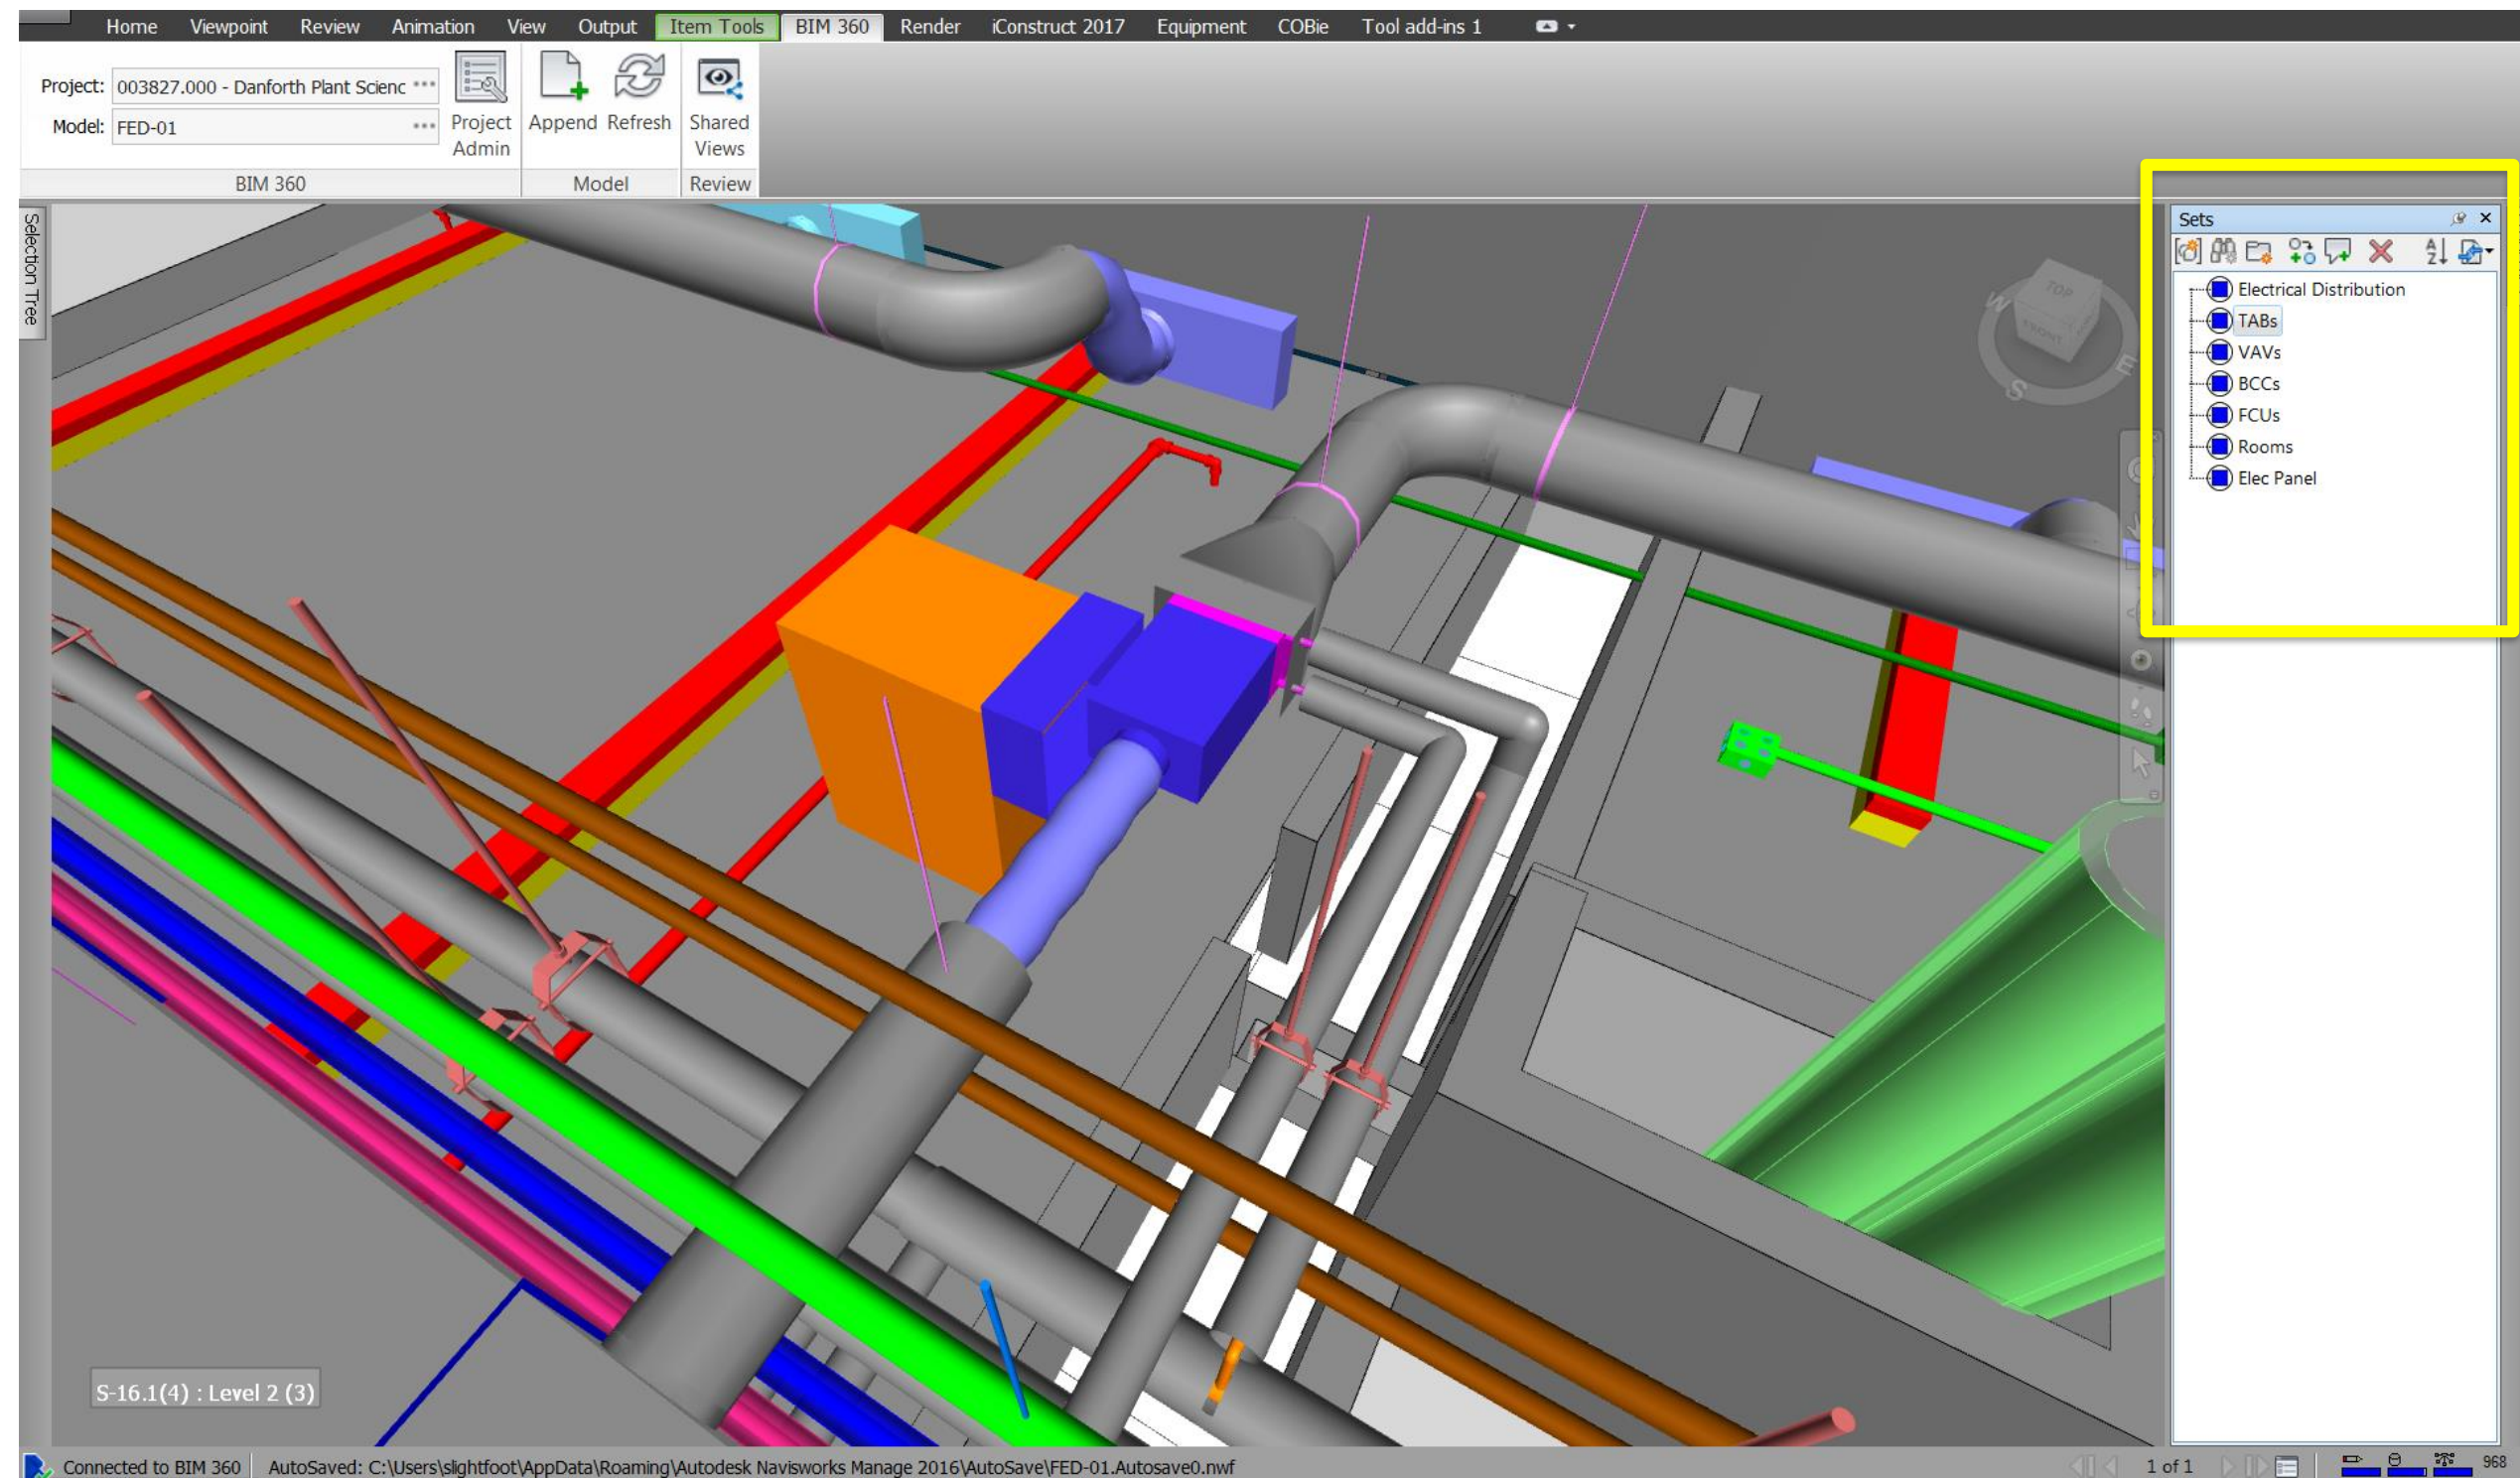 Home Viewpoint Review Animation View Output Item Tools BIM 360 Render iConstruct 2017 Equipment COBie Tool add-ins 1
Project: 003827.000 - Danforth Plant Scienc ...
Model: FED-01 ...
Project Admin
Append
Refresh
Shared Views
BIM 360
Model
Review
Selection Tree
Sets
Electrical Distribution
TABs
VAVs
BCCs
FCUs
Rooms
Elec Panel
TOP
FRONT
W
S
E
S-16.1(4) : Level 2 (3)
Connected to BIM 360
AutoSaved: C:\Users\slightfoot\AppData\Roaming\Autodesk Navisworks Manage 2016\AutoSave\FED-01.Autosave0.nwf
1 of 1
968